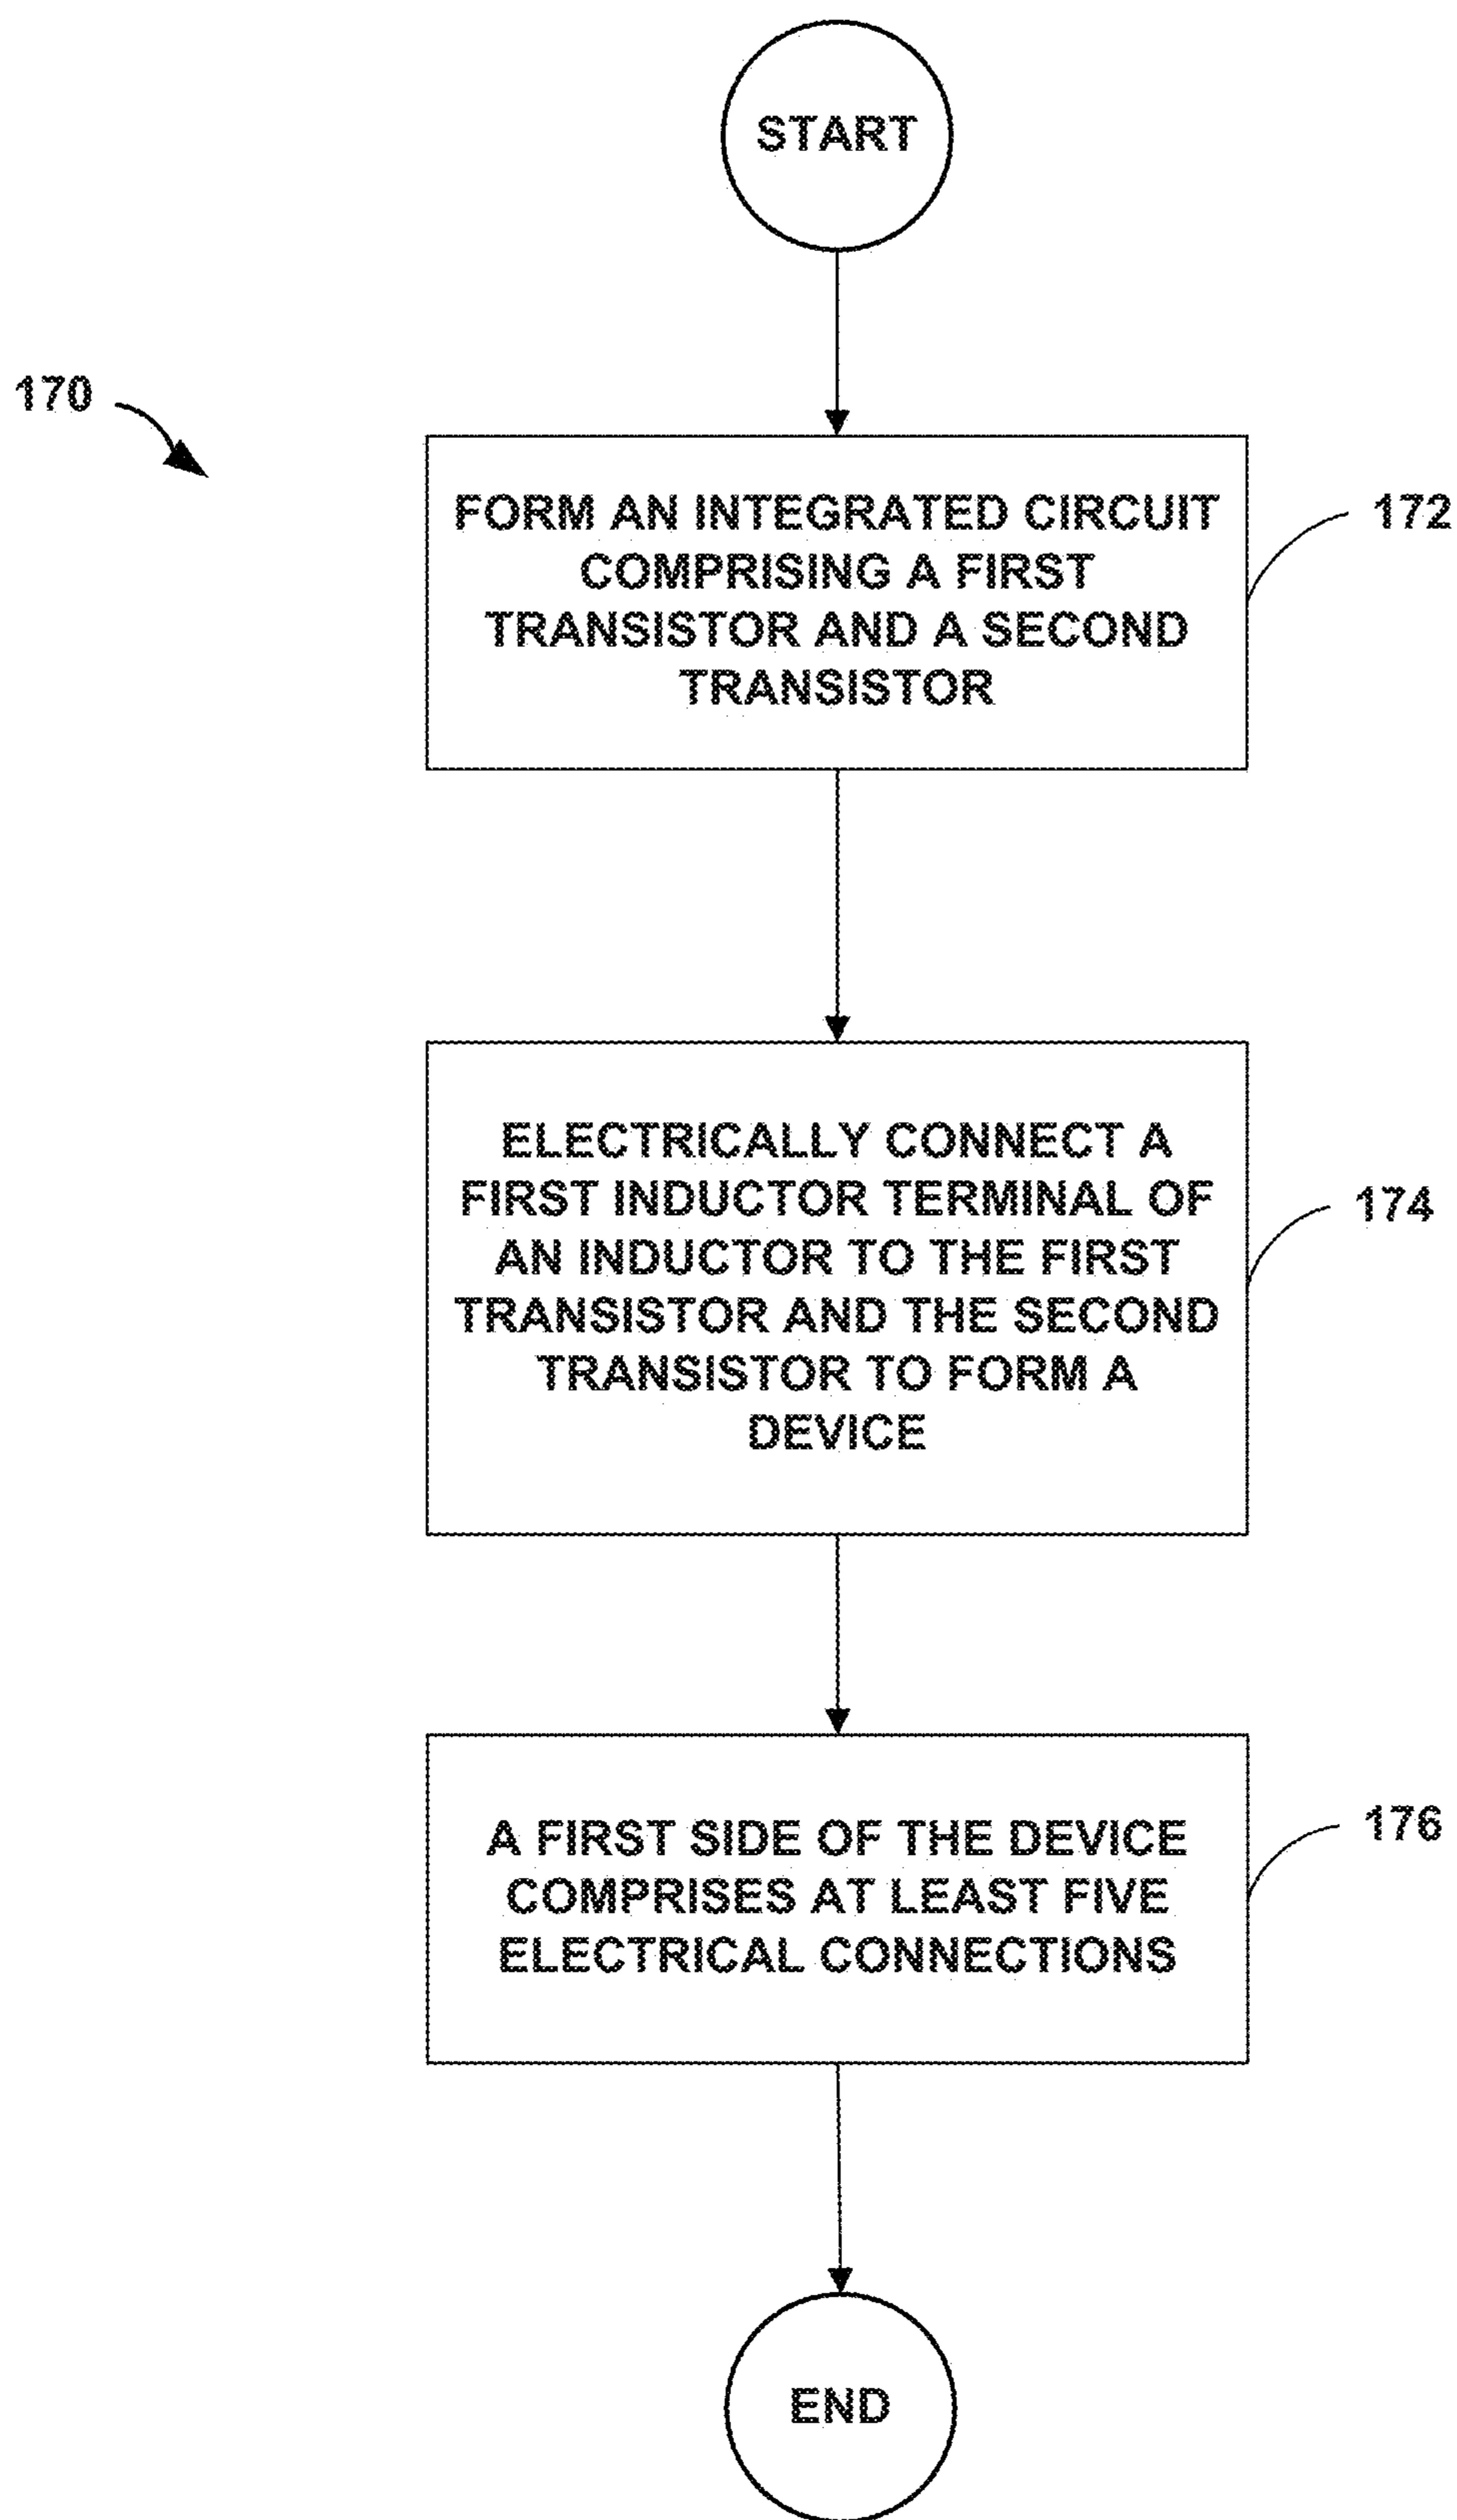 START
170
FORM AN INTEGRATED CIRCUIT
COMPRISING A FIRST
TRANSISTOR AND A SECOND
TRANSISTOR
172
ELECTRICALLY CONNECT A
FIRST INDUCTOR TERMINAL OF
AN INDUCTOR TO THE FIRST
TRANSISTOR AND THE SECOND
TRANSISTOR TO FORM A
DEVICE
174
A FIRST SIDE OF THE DEVICE
COMPRISES AT LEAST FIVE
ELECTRICAL CONNECTIONS
176
END